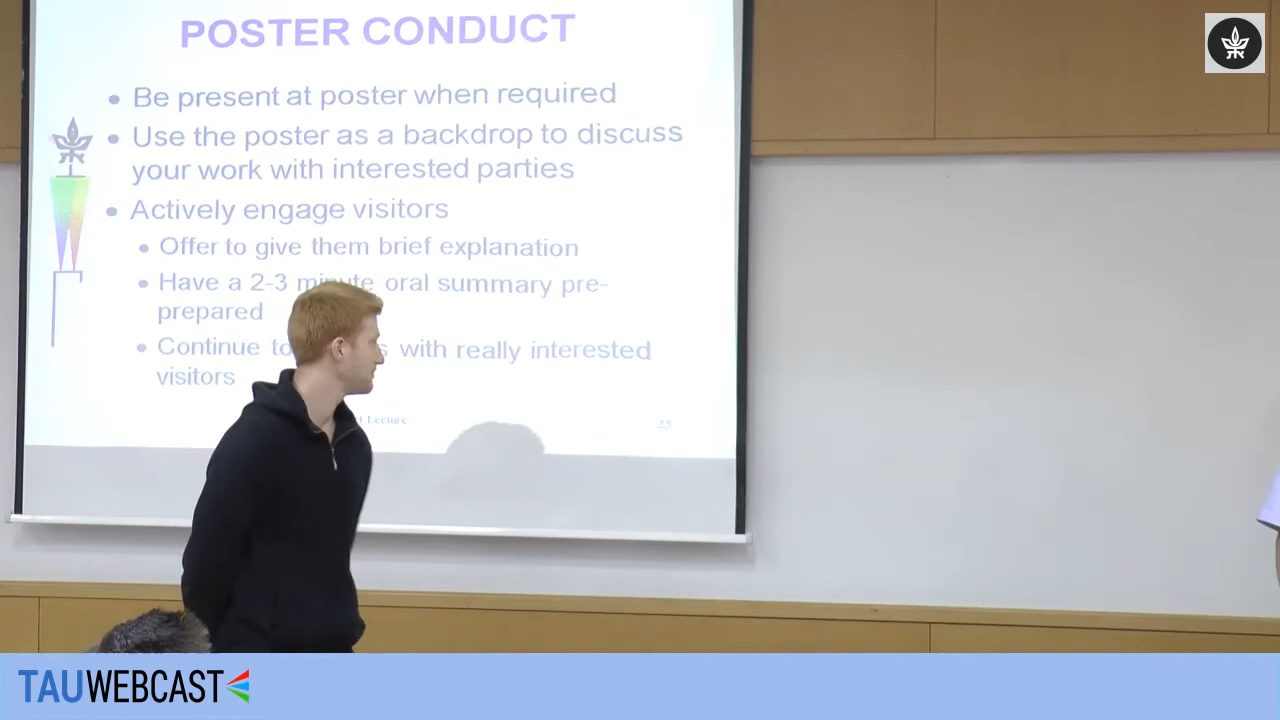 POSTER CONDUCT
• Be present at poster when required
• Use the poster as a backdrop to discuss
your work with interested parties
• Actively engage visitors
• Offer to give them brief explanation
• Have a 2-3 minute oral summary pre-
prepared
• Continue to with really interested
visitors
Lecture
25
TAUWEBCAST